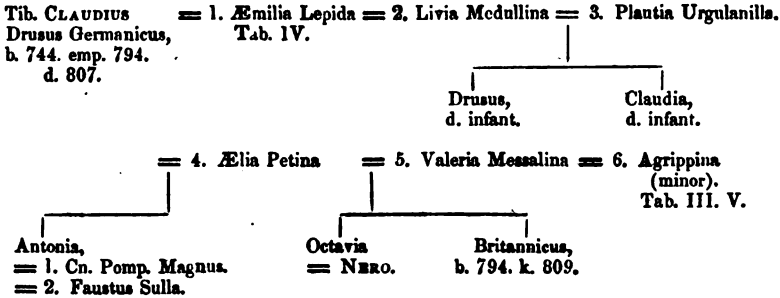 Tib. CLAUDIUS = 1. Æmilia Lepida = 2. Livia Medullina = 3. Plautia Urgulanilla.
Drusus Germanicus, Tab. IV.
b. 744. emp. 794.
d. 807.
Drusus, Claudia,
d. infant. d. infant.
= 4. Ælia Petina = 5. Valeria Messalina = 6. Agrippina
(minor).
Tab. III. V.
Antonia, Octavia Britannicus,
= 1. Cn. Pomp. Magnus. = NERO. b. 794. k. 809.
= 2. Faustus Sulla.